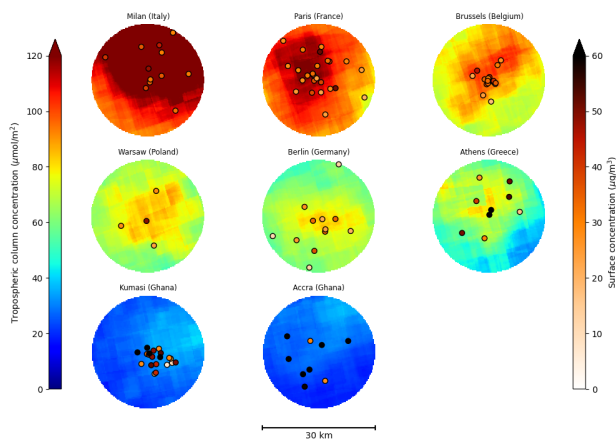 Milan (Italy)
Paris (France)
Brussels (Belgium)
Warsaw (Poland)
Berlin (Germany)
Athens (Greece)
Kumasi (Ghana)
Accra (Ghana)
Tropospheric column concentration (μmol/m²)
120
100
80
60
40
20
0
Surface concentration (μg/m³)
60
50
40
30
20
10
0
30 km